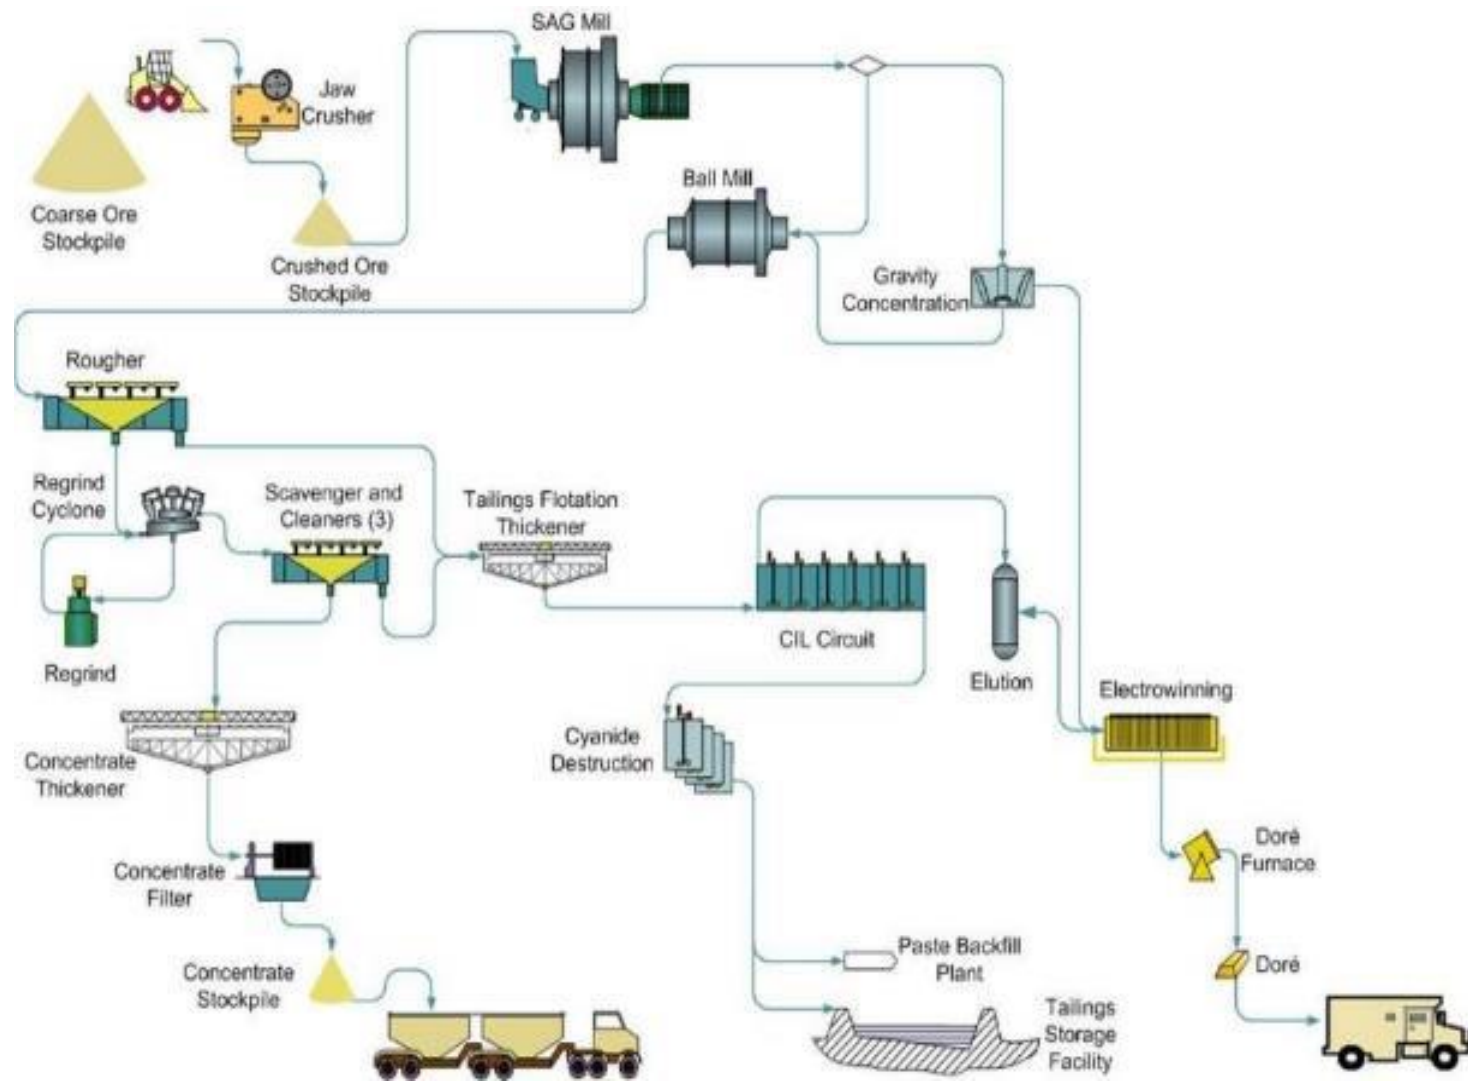 SAG Mill
Jaw
Crusher
Coarse Ore
Stockpile
Crushed Ore
Stockpile
Ball Mill
Gravity
Concentration
Rougher
Regrind
Cyclone
Scavenger and
Cleaners (3)
Tailings Flotation
Thickener
Regrind
CIL Circuit
Elution
Electrowinning
Concentrate
Thickener
Cyanide
Destruction
Concentrate
Filter
Doré
Furnace
Concentrate
Stockpile
Paste Backfill
Plant
Doré
Tailings
Storage
Facility